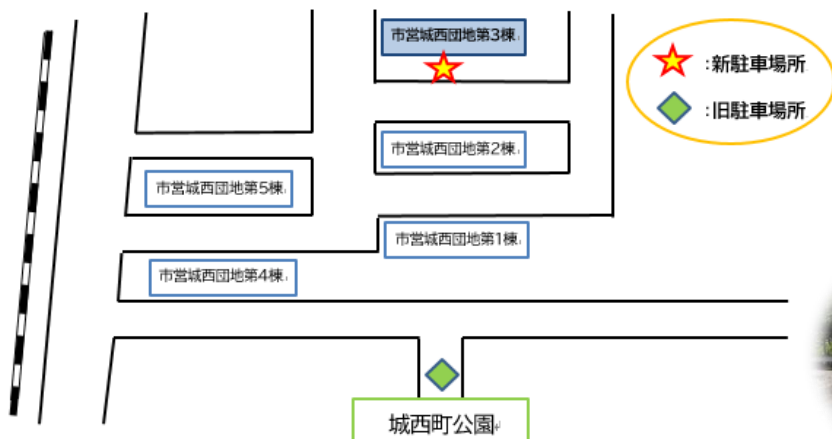 市営城西団地第3棟
:新駐車場所
:旧駐車場所
市営城西団地第2棟
市営城西団地第5棟
市営城西団地第1棟
市営城西団地第4棟
城西町公園